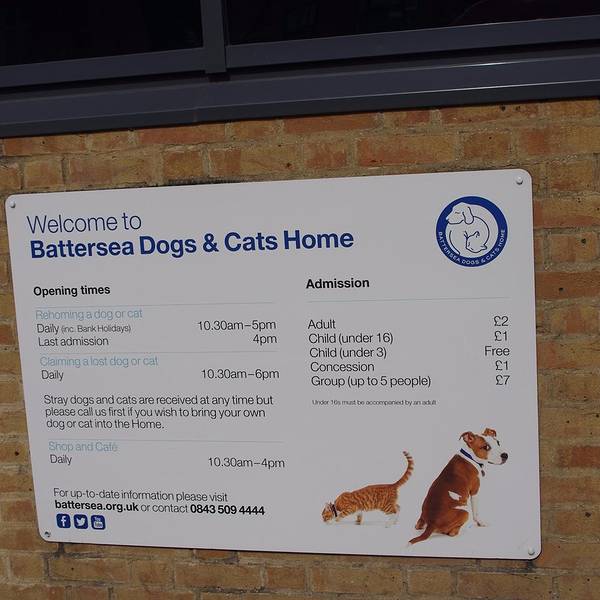 Welcome to
Battersea Dogs & Cats Home
BATTERSEA DOGS & CATS HOME
Opening times
Rehoming a dog or cat
Daily (inc. Bank Holidays) 10.30am–5pm
Last admission 4pm
Claiming a lost dog or cat
Daily 10.30am–6pm
Stray dogs and cats are received at any time but
please call us first if you wish to bring your own
dog or cat into the Home.
Shop and Café
Daily 10.30am–4pm
For up-to-date information please visit
battersea.org.uk or contact 0843 509 4444
f You Tube
Admission
Adult £2
Child (under 16) £1
Child (under 3) Free
Concession £1
Group (up to 5 people) £7
Under 16s must be accompanied by an adult